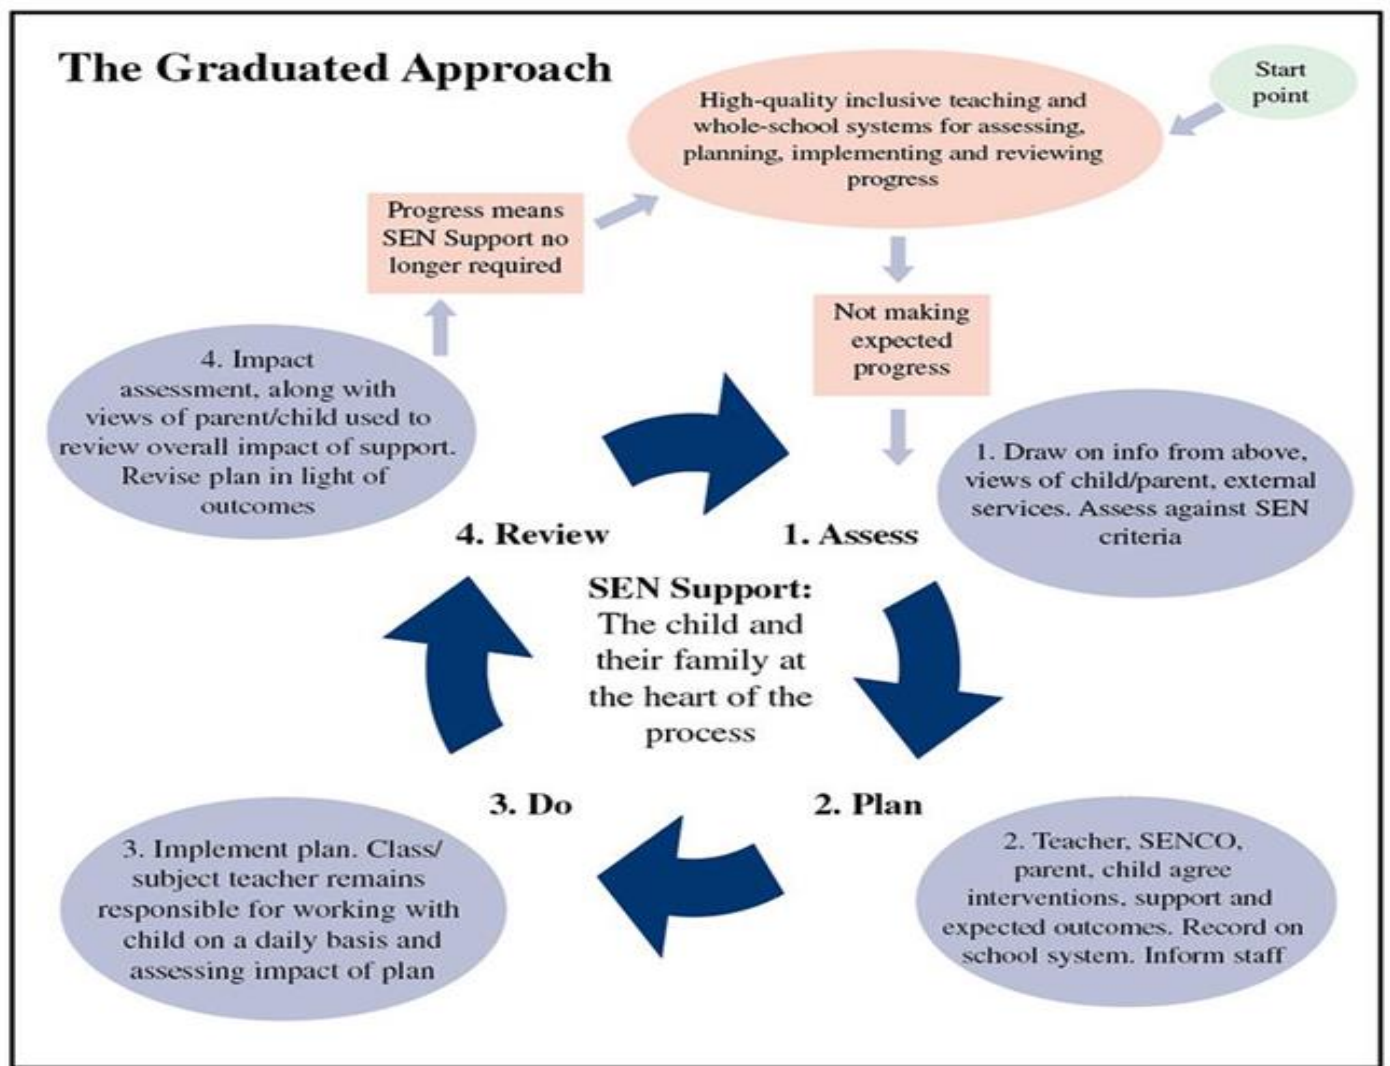 The Graduated Approach
Start
point
High-quality inclusive teaching and
whole-school systems for assessing,
planning, implementing and reviewing
progress
Progress means
SEN Support no
longer required
Not making
expected
progress
4. Impact
assessment, along with
views of parent/child used to
review overall impact of support.
Revise plan in light of
outcomes
1. Draw on info from above,
views of child/parent, external
services. Assess against SEN
criteria
4. Review
1. Assess
SEN Support:
The child and
their family at
the heart of the
process
3. Do
2. Plan
3. Implement plan. Class/
subject teacher remains
responsible for working with
child on a daily basis and
assessing impact of plan
2. Teacher, SENCO,
parent, child agree
interventions, support and
expected outcomes. Record on
school system. Inform staff